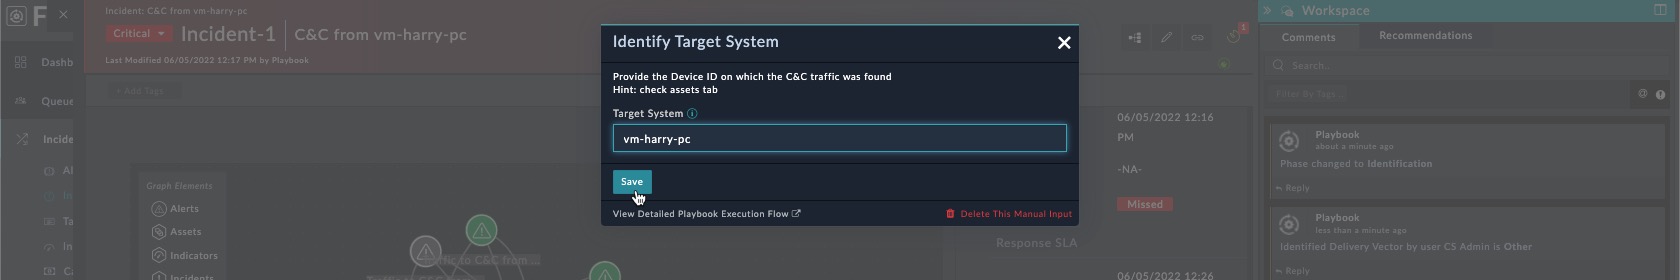 Incident: C&C from vm-harry-pc
Critical
Incident-1
C&C from vm-harry-pc
Last Modified 06/05/2022 12:17 PM by Playbook
Dashb
Queue
Incide
Al
In
Ta
In
Ca
+ Add Tags
Graph Elements
Alerts
Assets
Indicators
Incidents
Identify Target System
Provide the Device ID on which the C&C traffic was found
Hint: check assets tab
Target System
vm-harry-pc
Save
View Detailed Playbook Execution Flow
Delete This Manual Input
1
06/05/2022 12:16
PM
-NA-
Missed
Response SLA
06/05/2022 12:26
Workspace
Comments
Recommendations
Search..
Filter By Tags...
@
Playbook
about a minute ago
Phase changed to Identification
Reply
Playbook
less than a minute ago
Identified Delivery Vector by user CS Admin is Other
Reply